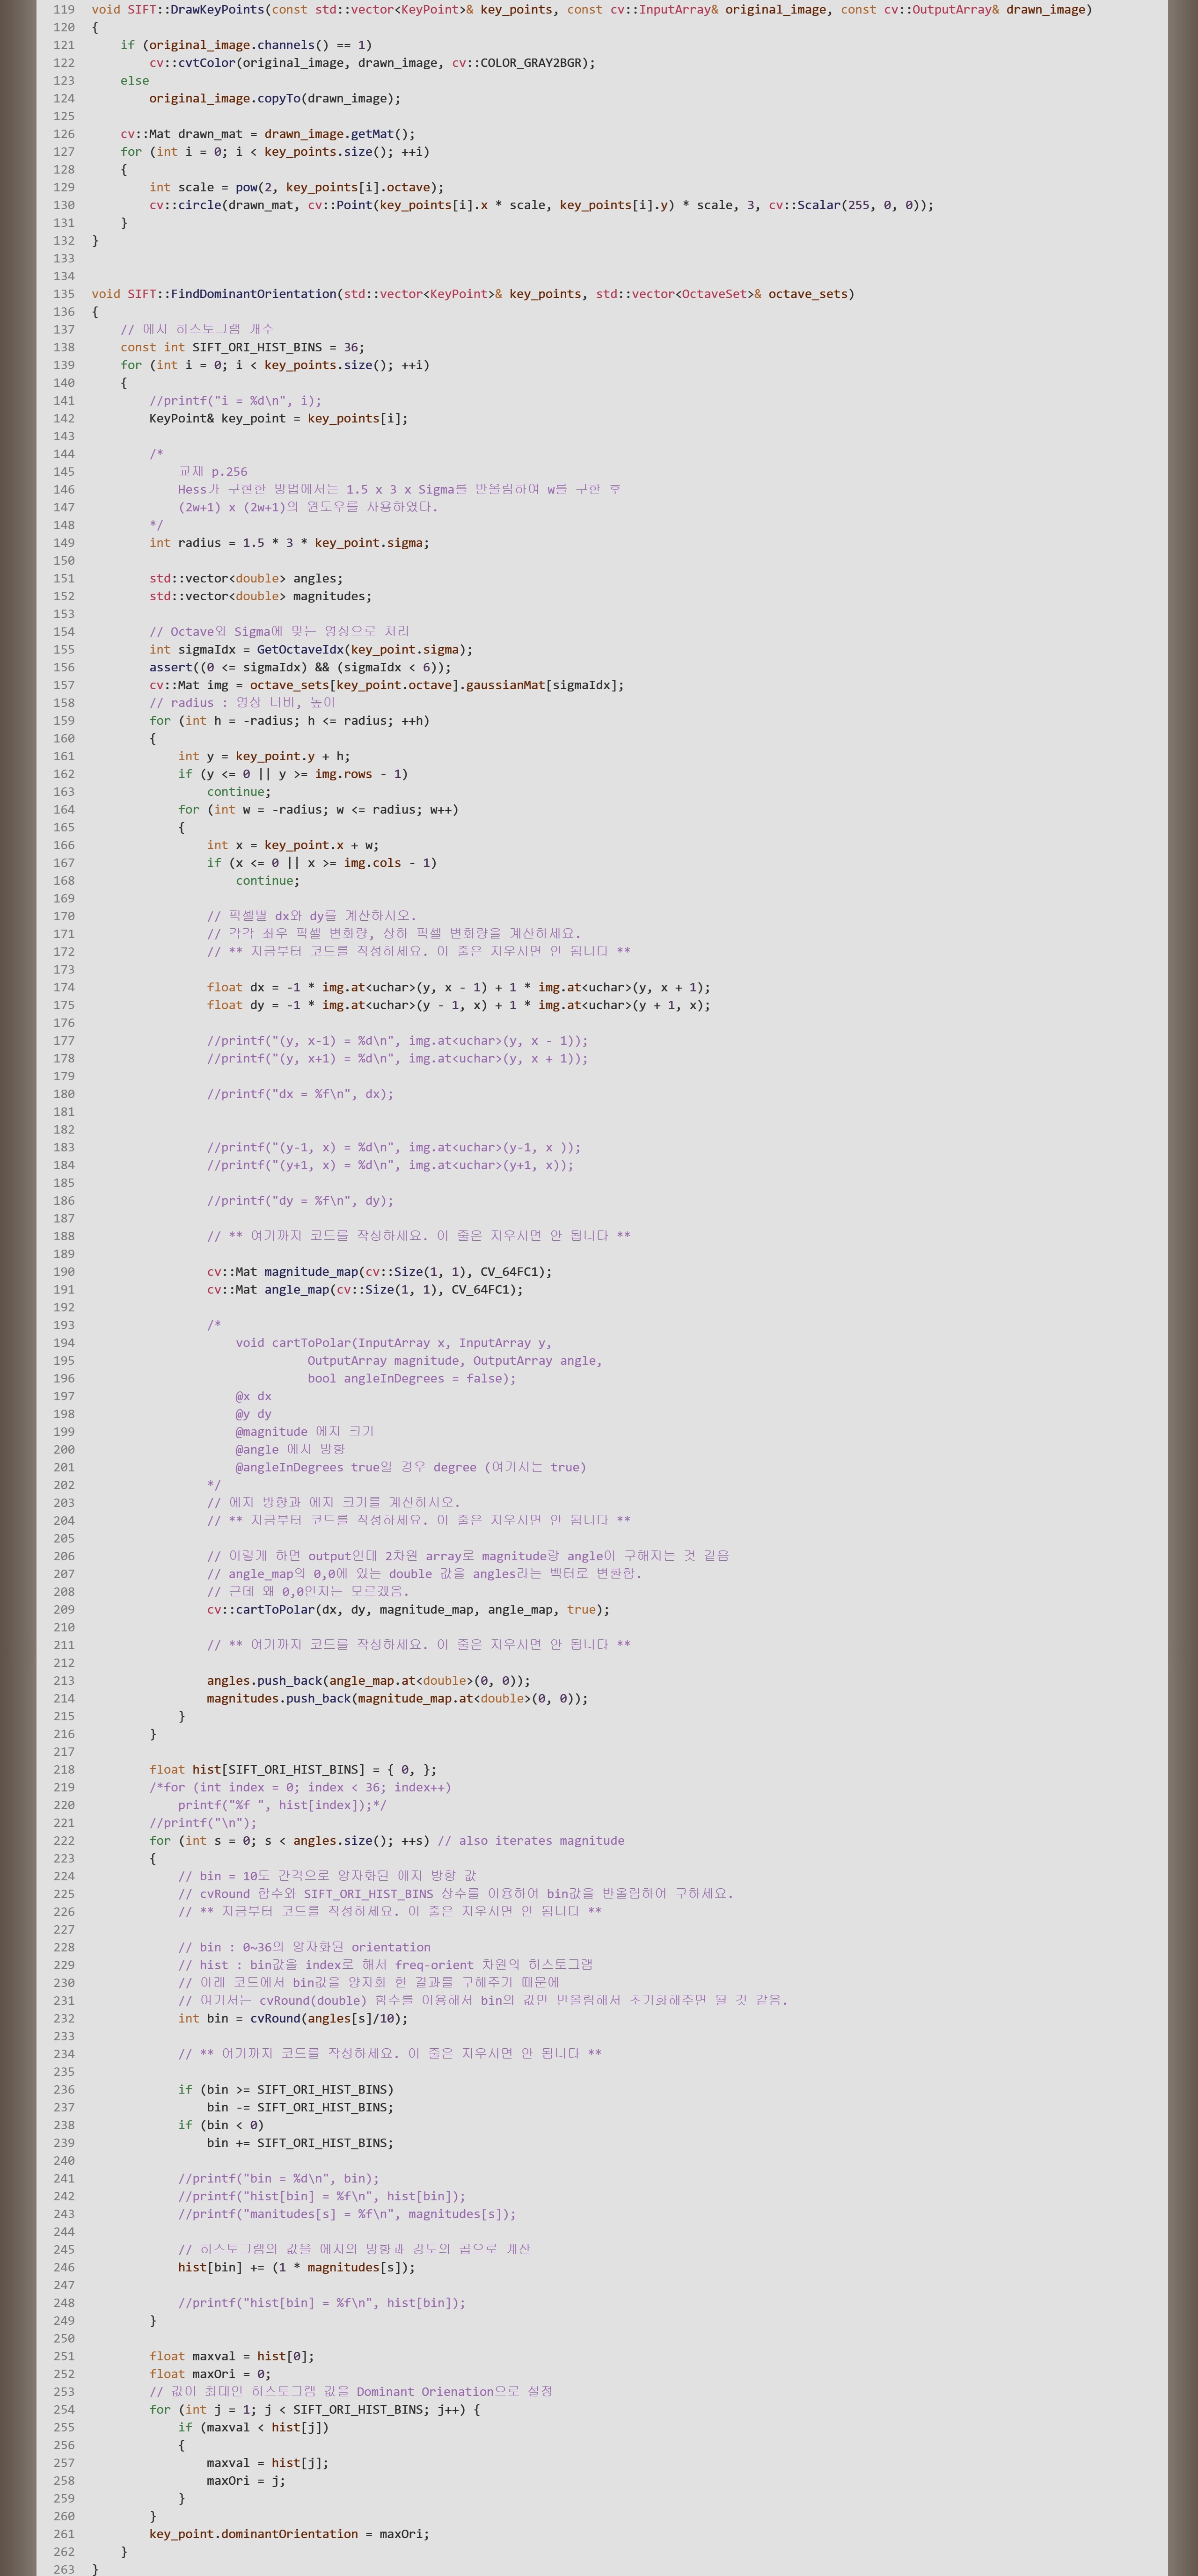 119 void SIFT::DrawKeyPoints(const std::vector<KeyPoint>& key_points, const cv::InputArray& original_image, const cv::OutputArray& drawn_image)
120 {
121     if (original_image.channels() == 1)
122         cv::cvtColor(original_image, drawn_image, cv::COLOR_GRAY2BGR);
123     else
124         original_image.copyTo(drawn_image);
125
126     cv::Mat drawn_mat = drawn_image.getMat();
127     for (int i = 0; i < key_points.size(); ++i)
128     {
129         int scale = pow(2, key_points[i].octave);
130         cv::circle(drawn_mat, cv::Point(key_points[i].x * scale, key_points[i].y) * scale, 3, cv::Scalar(255, 0, 0));
131     }
132 }
133
134
135 void SIFT::FindDominantOrientation(std::vector<KeyPoint>& key_points, std::vector<OctaveSet>& octave_sets)
136 {
137     // 에지 히스토그램 개수
138     const int SIFT_ORI_HIST_BINS = 36;
139     for (int i = 0; i < key_points.size(); ++i)
140     {
141         //printf("i = %d\n", i);
142         KeyPoint& key_point = key_points[i];
143
144         /*
145             교재 p.256
146             Hess가 구현한 방법에서는 1.5 x 3 x Sigma를 반올림하여 w를 구한 후
147             (2w+1) x (2w+1)의 윈도우를 사용하였다.
148         */
149         int radius = 1.5 * 3 * key_point.sigma;
150
151         std::vector<double> angles;
152         std::vector<double> magnitudes;
153
154         // Octave와 Sigma에 맞는 영상으로 처리
155         int sigmaIdx = GetOctaveIdx(key_point.sigma);
156         assert((0 <= sigmaIdx) && (sigmaIdx < 6));
157         cv::Mat img = octave_sets[key_point.octave].gaussianMat[sigmaIdx];
158         // radius : 영상 너비, 높이
159         for (int h = -radius; h <= radius; ++h)
160         {
161             int y = key_point.y + h;
162             if (y <= 0 || y >= img.rows - 1)
163                 continue;
164             for (int w = -radius; w <= radius; w++)
165             {
166                 int x = key_point.x + w;
167                 if (x <= 0 || x >= img.cols - 1)
168                     continue;
169
170                 // 픽셀별 dx와 dy를 계산하시오.
171                 // 각각 좌우 픽셀 변화량, 상하 픽셀 변화량을 계산하세요.
172                 // ** 지금부터 코드를 작성하세요. 이 줄은 지우시면 안 됩니다 **
173
174                 float dx = -1 * img.at<uchar>(y, x - 1) + 1 * img.at<uchar>(y, x + 1);
175                 float dy = -1 * img.at<uchar>(y - 1, x) + 1 * img.at<uchar>(y + 1, x);
176
177                 //printf("(y, x-1) = %d\n", img.at<uchar>(y, x - 1));
178                 //printf("(y, x+1) = %d\n", img.at<uchar>(y, x + 1));
179
180                 //printf("dx = %f\n", dx);
181
182
183                 //printf("(y-1, x) = %d\n", img.at<uchar>(y-1, x ));
184                 //printf("(y+1, x) = %d\n", img.at<uchar>(y+1, x));
185
186                 //printf("dy = %f\n", dy);
187
188                 // ** 여기까지 코드를 작성하세요. 이 줄은 지우시면 안 됩니다 **
189
190                 cv::Mat magnitude_map(cv::Size(1, 1), CV_64FC1);
191                 cv::Mat angle_map(cv::Size(1, 1), CV_64FC1);
192
193                 /*
194                     void cartToPolar(InputArray x, InputArray y,
195                               OutputArray magnitude, OutputArray angle,
196                               bool angleInDegrees = false);
197                     @x dx
198                     @y dy
199                     @magnitude 에지 크기
200                     @angle 에지 방향
201                     @angleInDegrees true일 경우 degree (여기서는 true)
202                 */
203                 // 에지 방향과 에지 크기를 계산하시오.
204                 // ** 지금부터 코드를 작성하세요. 이 줄은 지우시면 안 됩니다 **
205
206                 // 이렇게 하면 output인데 2차원 array로 magnitude랑 angle이 구해지는 것 같음
207                 // angle_map의 0,0에 있는 double 값을 angles라는 벡터로 변환함.
208                 // 근데 왜 0,0인지는 모르겠음.
209                 cv::cartToPolar(dx, dy, magnitude_map, angle_map, true);
210
211                 // ** 여기까지 코드를 작성하세요. 이 줄은 지우시면 안 됩니다 **
212
213                 angles.push_back(angle_map.at<double>(0, 0));
214                 magnitudes.push_back(magnitude_map.at<double>(0, 0));
215             }
216         }
217
218         float hist[SIFT_ORI_HIST_BINS] = { 0, };
219         /*for (int index = 0; index < 36; index++)
220             printf("%f ", hist[index]);*/
221         //printf("\n");
222         for (int s = 0; s < angles.size(); ++s) // also iterates magnitude
223         {
224             // bin = 10도 간격으로 양자화된 에지 방향 값
225             // cvRound 함수와 SIFT_ORI_HIST_BINS 상수를 이용하여 bin값을 반올림하여 구하세요.
226             // ** 지금부터 코드를 작성하세요. 이 줄은 지우시면 안 됩니다 **
227
228             // bin : 0~36의 양자화된 orientation
229             // hist : bin값을 index로 해서 freq-orient 차원의 히스토그램
230             // 아래 코드에서 bin값을 양자화 한 결과를 구해주기 때문에
231             // 여기서는 cvRound(double) 함수를 이용해서 bin의 값만 반올림해서 초기화해주면 될 것 같음.
232             int bin = cvRound(angles[s]/10);
233
234             // ** 여기까지 코드를 작성하세요. 이 줄은 지우시면 안 됩니다 **
235
236             if (bin >= SIFT_ORI_HIST_BINS)
237                 bin -= SIFT_ORI_HIST_BINS;
238             if (bin < 0)
239                 bin += SIFT_ORI_HIST_BINS;
240
241             //printf("bin = %d\n", bin);
242             //printf("hist[bin] = %f\n", hist[bin]);
243             //printf("manitudes[s] = %f\n", magnitudes[s]);
244
245             // 히스토그램의 값을 에지의 방향과 강도의 곱으로 계산
246             hist[bin] += (1 * magnitudes[s]);
247
248             //printf("hist[bin] = %f\n", hist[bin]);
249         }
250
251         float maxval = hist[0];
252         float maxOri = 0;
253         // 값이 최대인 히스토그램 값을 Dominant Orienation으로 설정
254         for (int j = 1; j < SIFT_ORI_HIST_BINS; j++) {
255             if (maxval < hist[j])
256             {
257                 maxval = hist[j];
258                 maxOri = j;
259             }
260         }
261         key_point.dominantOrientation = maxOri;
262     }
263 }